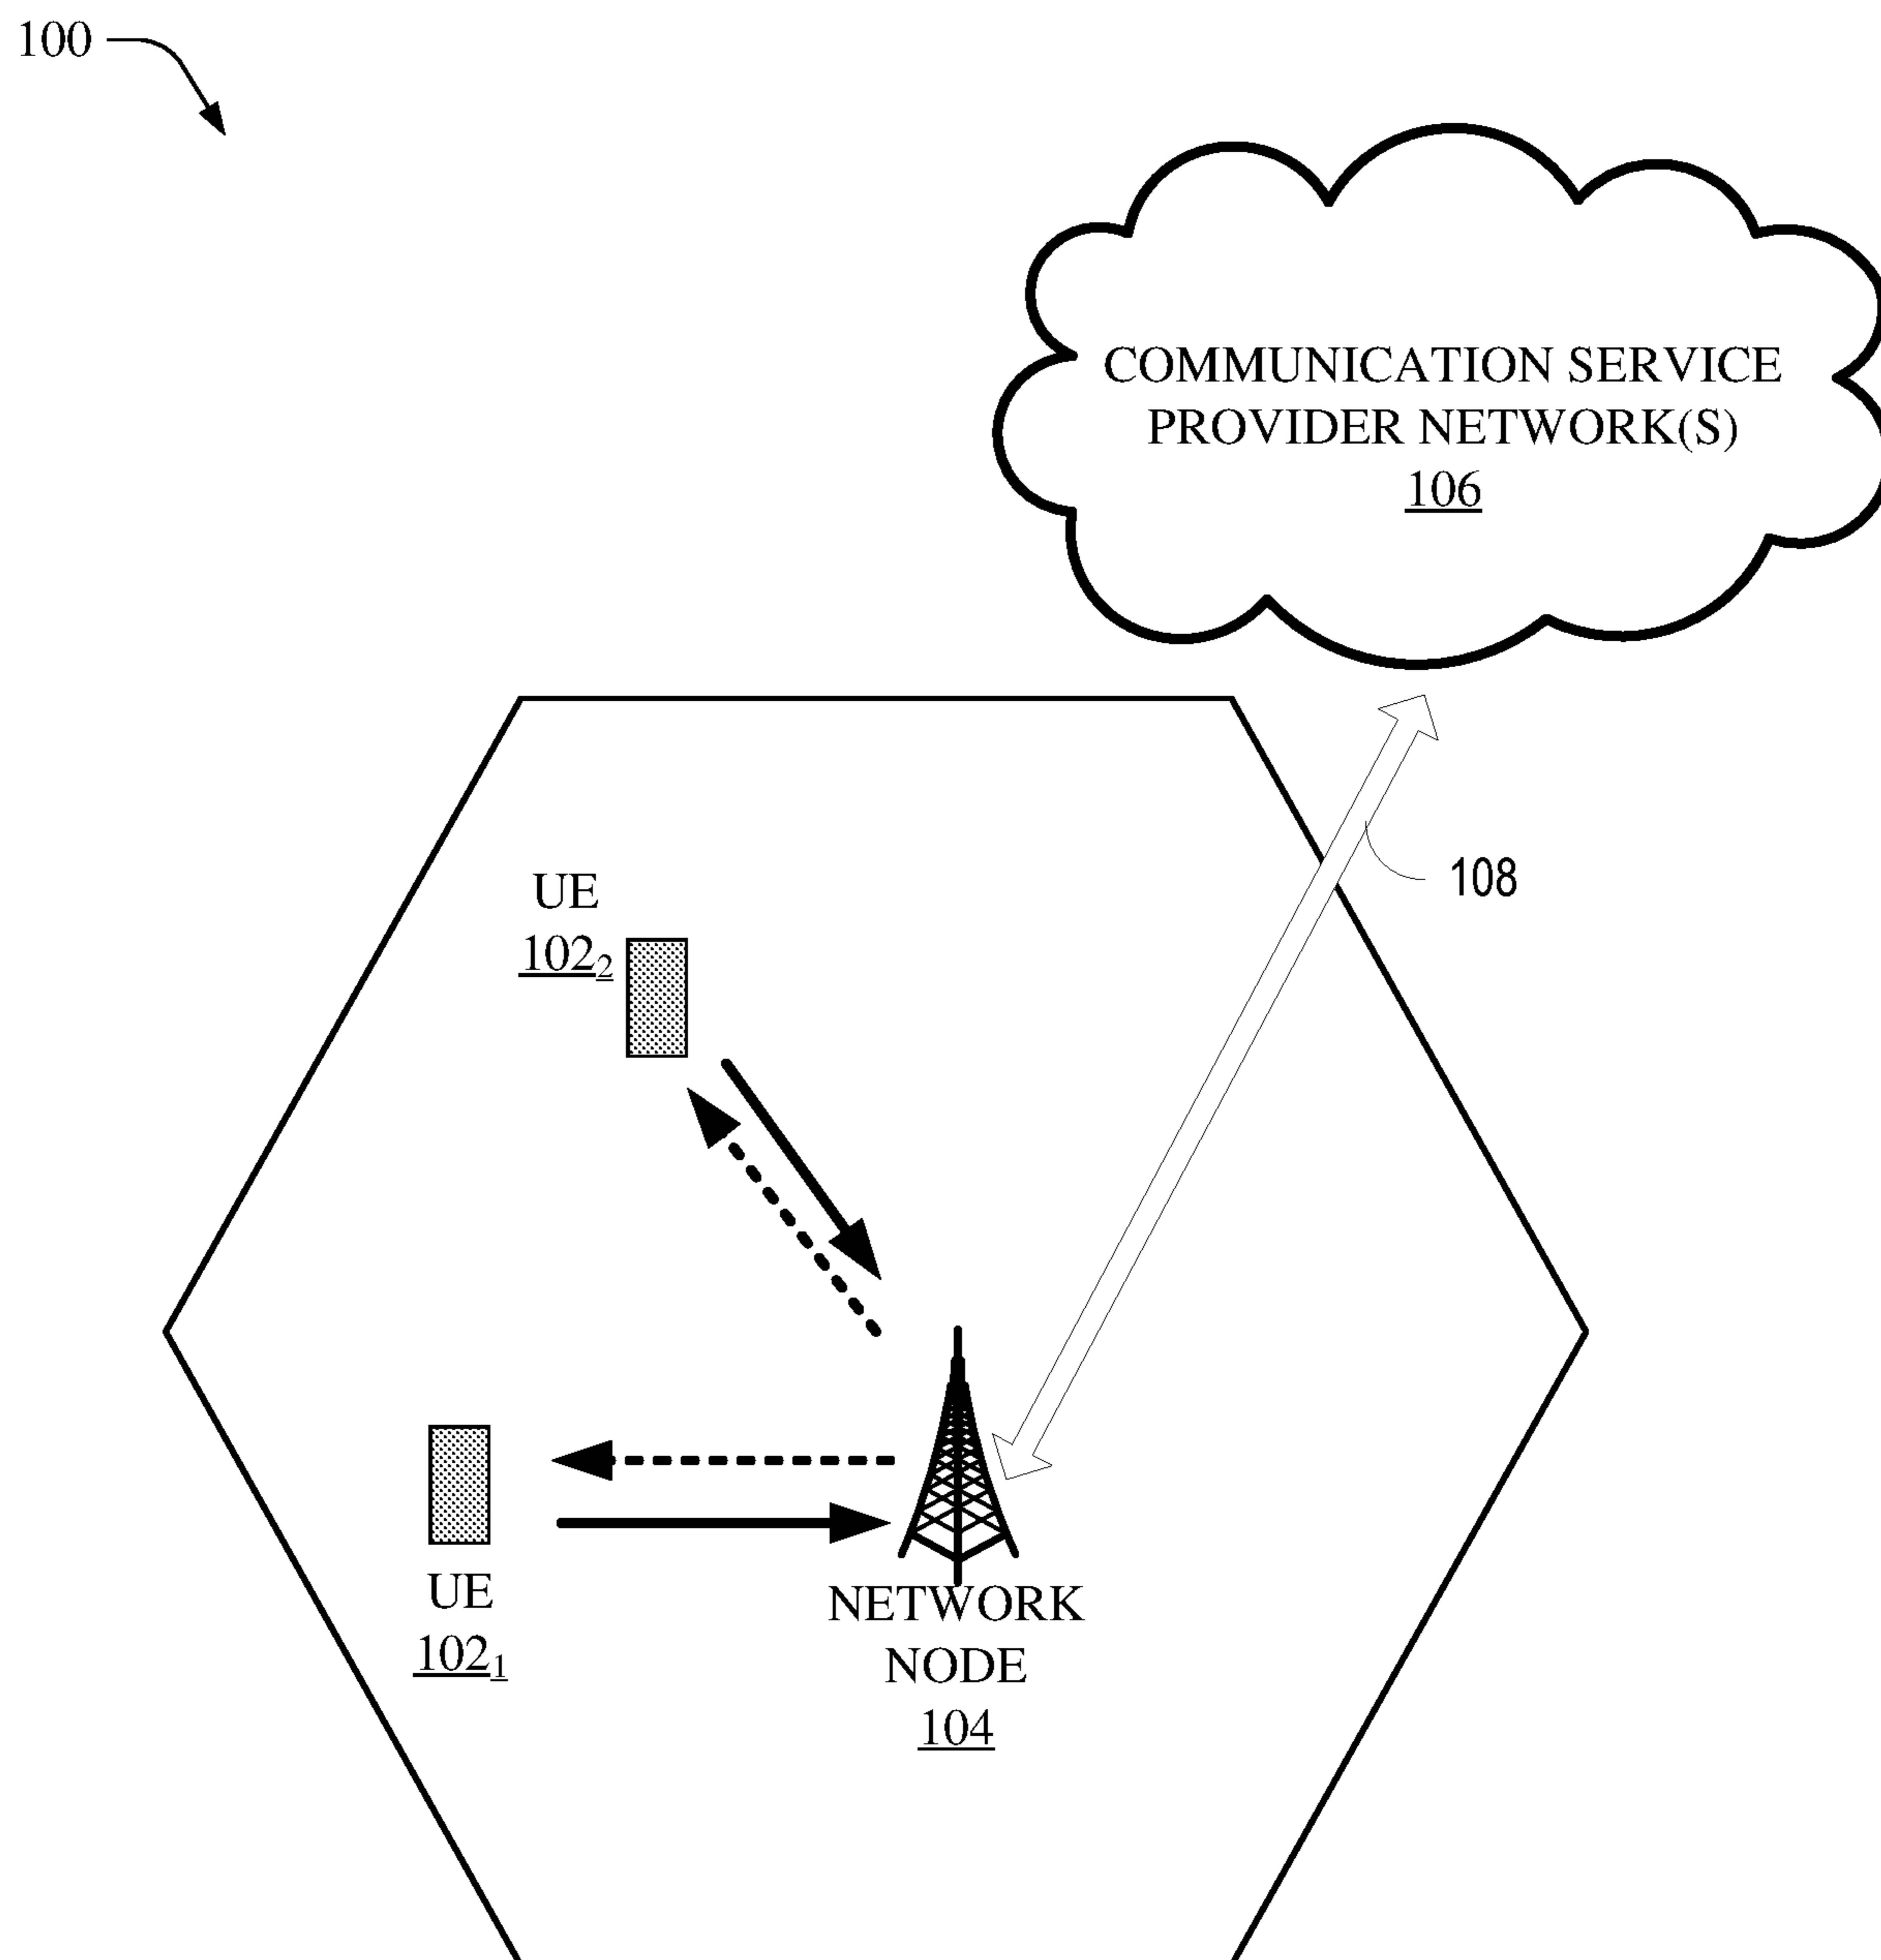 100
COMMUNICATION SERVICE
PROVIDER NETWORK(S)
106
108
UE
102₂
UE
102₁
NETWORK
NODE
104